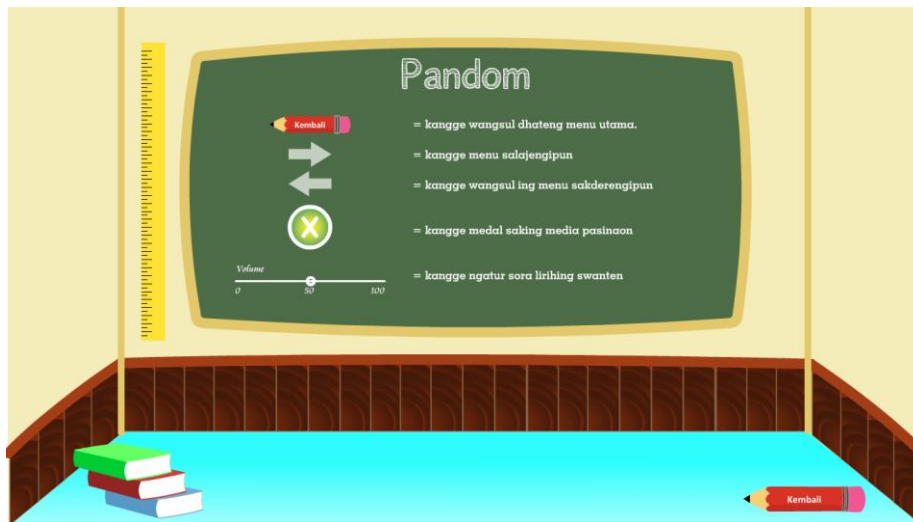 Pandom
Kembali = kangge wangsul dhateng menu utama.
= kangge menu salajengipun
= kangge wangsul ing menu sakderengipun
X = kangge medal saking media pasinaon
Volume
= kangge ngatur sora lirihing swanten
0 50 100
Kembali